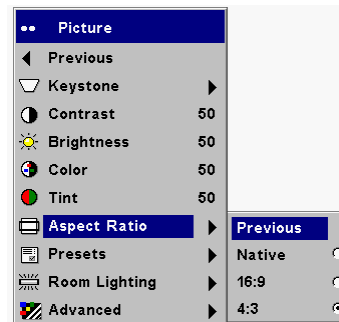 Picture
Previous
Keystone
Contrast 50
Brightness 50
Color 50
Tint 50
Aspect Ratio
Presets
Room Lighting
Advanced
Previous
Native
16:9
4:3